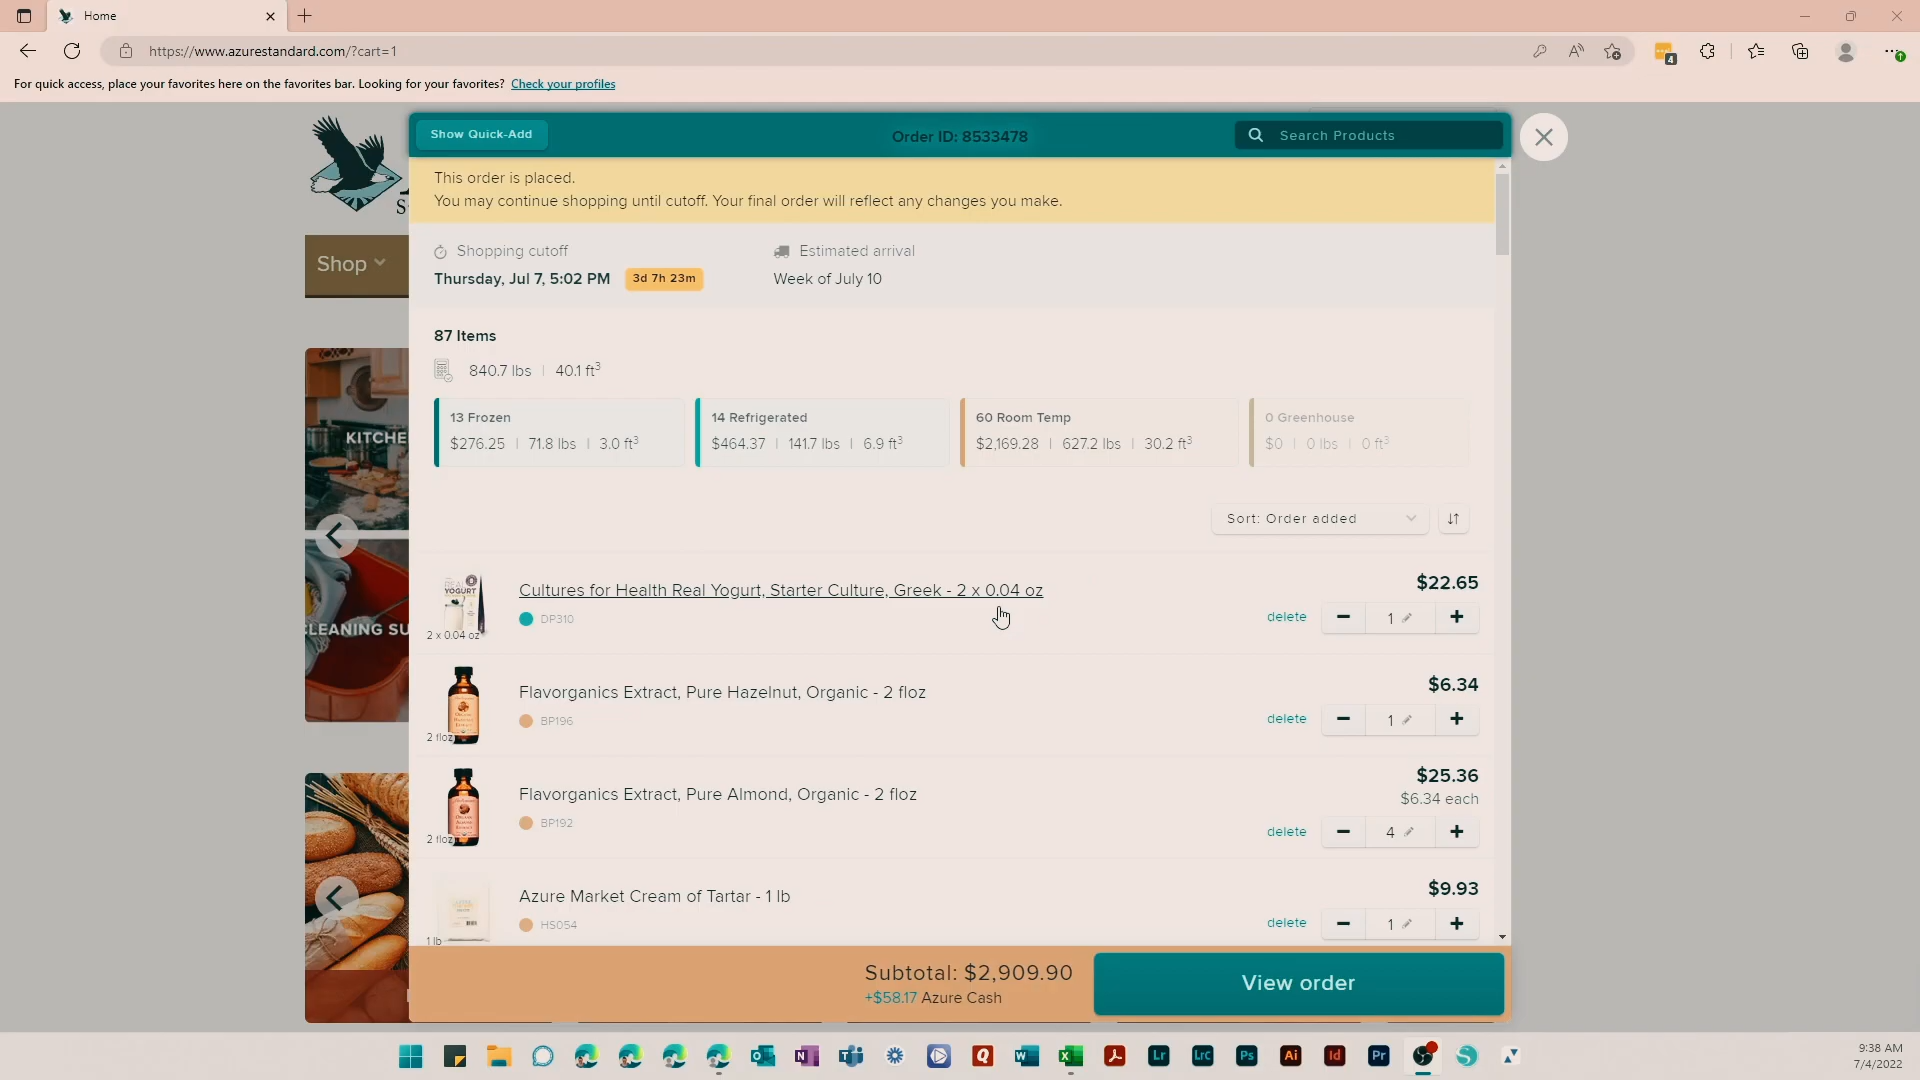 Home
https://www.azurestandard.com/?cart=1
4
For quick access, place your favorites here on the favorites bar. Looking for your favorites? Check your profiles
Show Quick-Add
Order ID: 8533478
Search Products
This order is placed.
You may continue shopping until cutoff. Your final order will reflect any changes you make.
Shop
Shopping cutoff
Estimated arrival
Thursday, Jul 7, 5:02 PM 3d 7h 23m
Week of July 10
87 Items
840.7 lbs | 40.1 ft³
13 Frozen
$276.25 | 71.8 lbs | 3.0 ft³
14 Refrigerated
$464.37 | 141.7 lbs | 6.9 ft³
60 Room Temp
$2,169.28 | 627.2 lbs | 30.2 ft³
0 Greenhouse
$0 | 0 lbs | 0 ft³
KITCHE
LEANING SU
Sort: Order added
YOGURT
2 x 0.04 oz
Cultures for Health Real Yogurt, Starter Culture, Greek - 2 x 0.04 oz
DP310
$22.65
delete
1
2 floz
Flavorganics Extract, Pure Hazelnut, Organic - 2 floz
BP196
$6.34
delete
1
2 floz
Flavorganics Extract, Pure Almond, Organic - 2 floz
BP192
$25.36
$6.34 each
delete
4
1 lb
Azure Market Cream of Tartar - 1 lb
HS054
$9.93
delete
1
Subtotal: $2,909.90
+$58.17 Azure Cash
View order
Lr
LrC
Ps
Ai
Id
Pr
9:38 AM
7/4/2022